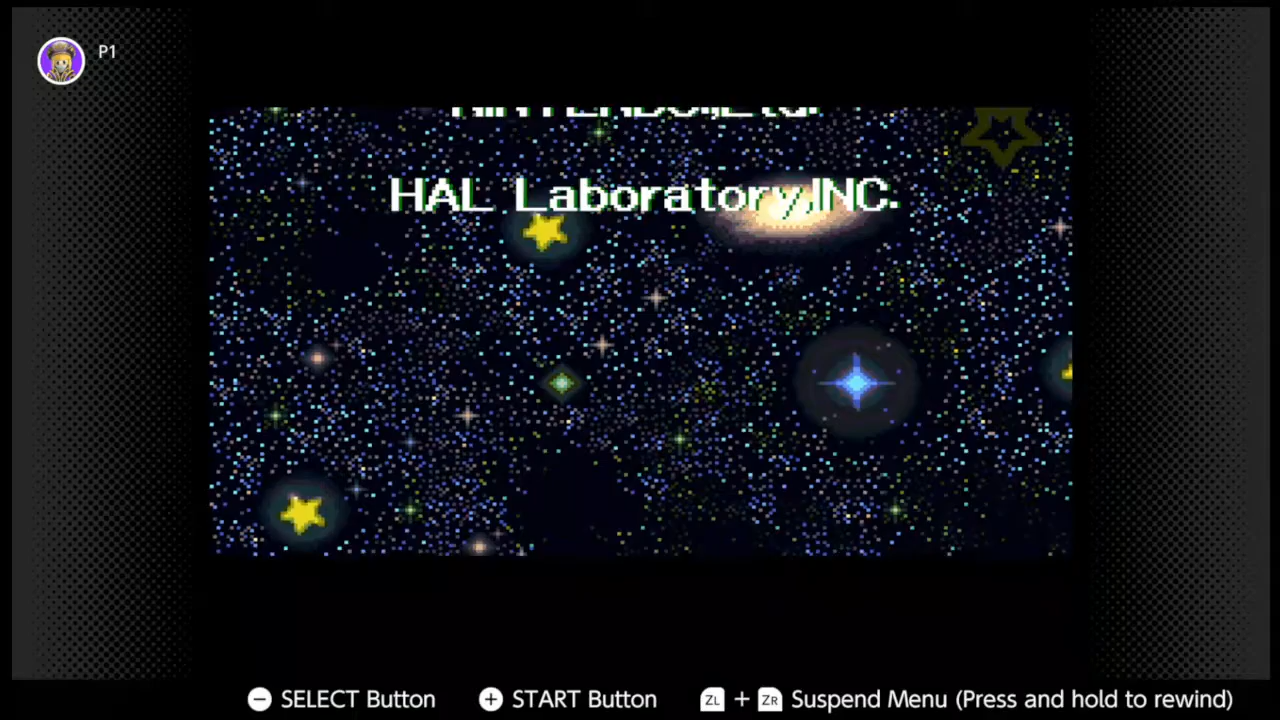 P1
HAL Laboratory,INC.
SELECT Button
START Button
ZL + ZR Suspend Menu (Press and hold to rewind)